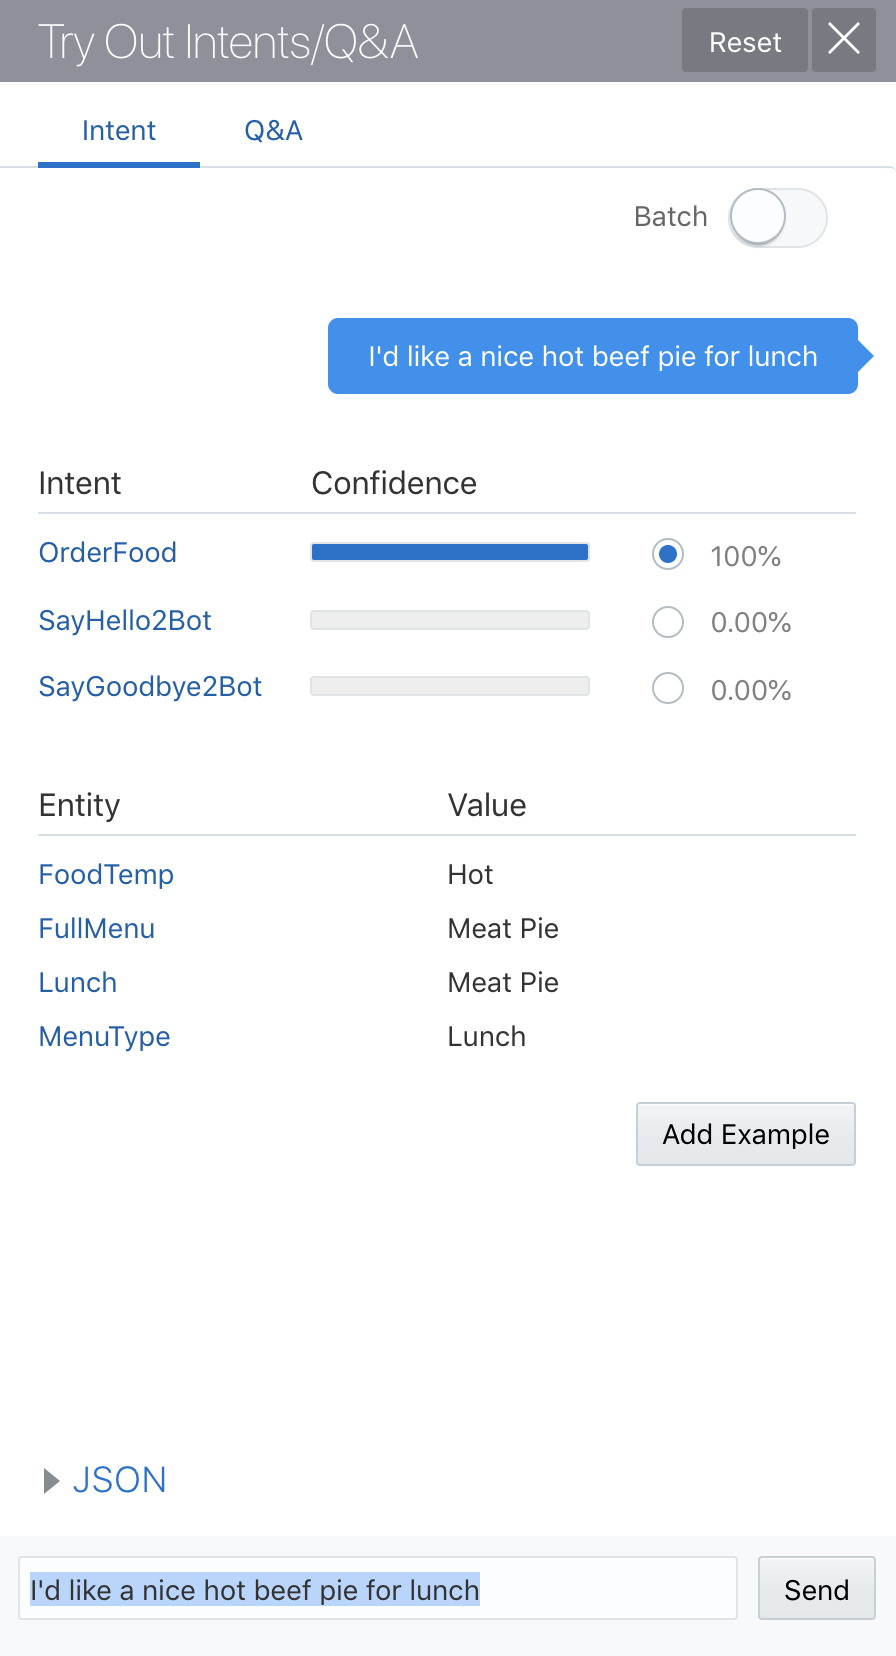 Try Out Intents/Q&A
Reset
Intent
Q&A
Batch
I'd like a nice hot beef pie for lunch
Intent Confidence
OrderFood 100%
SayHello2Bot 0.00%
SayGoodbye2Bot 0.00%
Entity Value
FoodTemp Hot
FullMenu Meat Pie
Lunch Meat Pie
MenuType Lunch
Add Example
JSON
I'd like a nice hot beef pie for lunch
Send